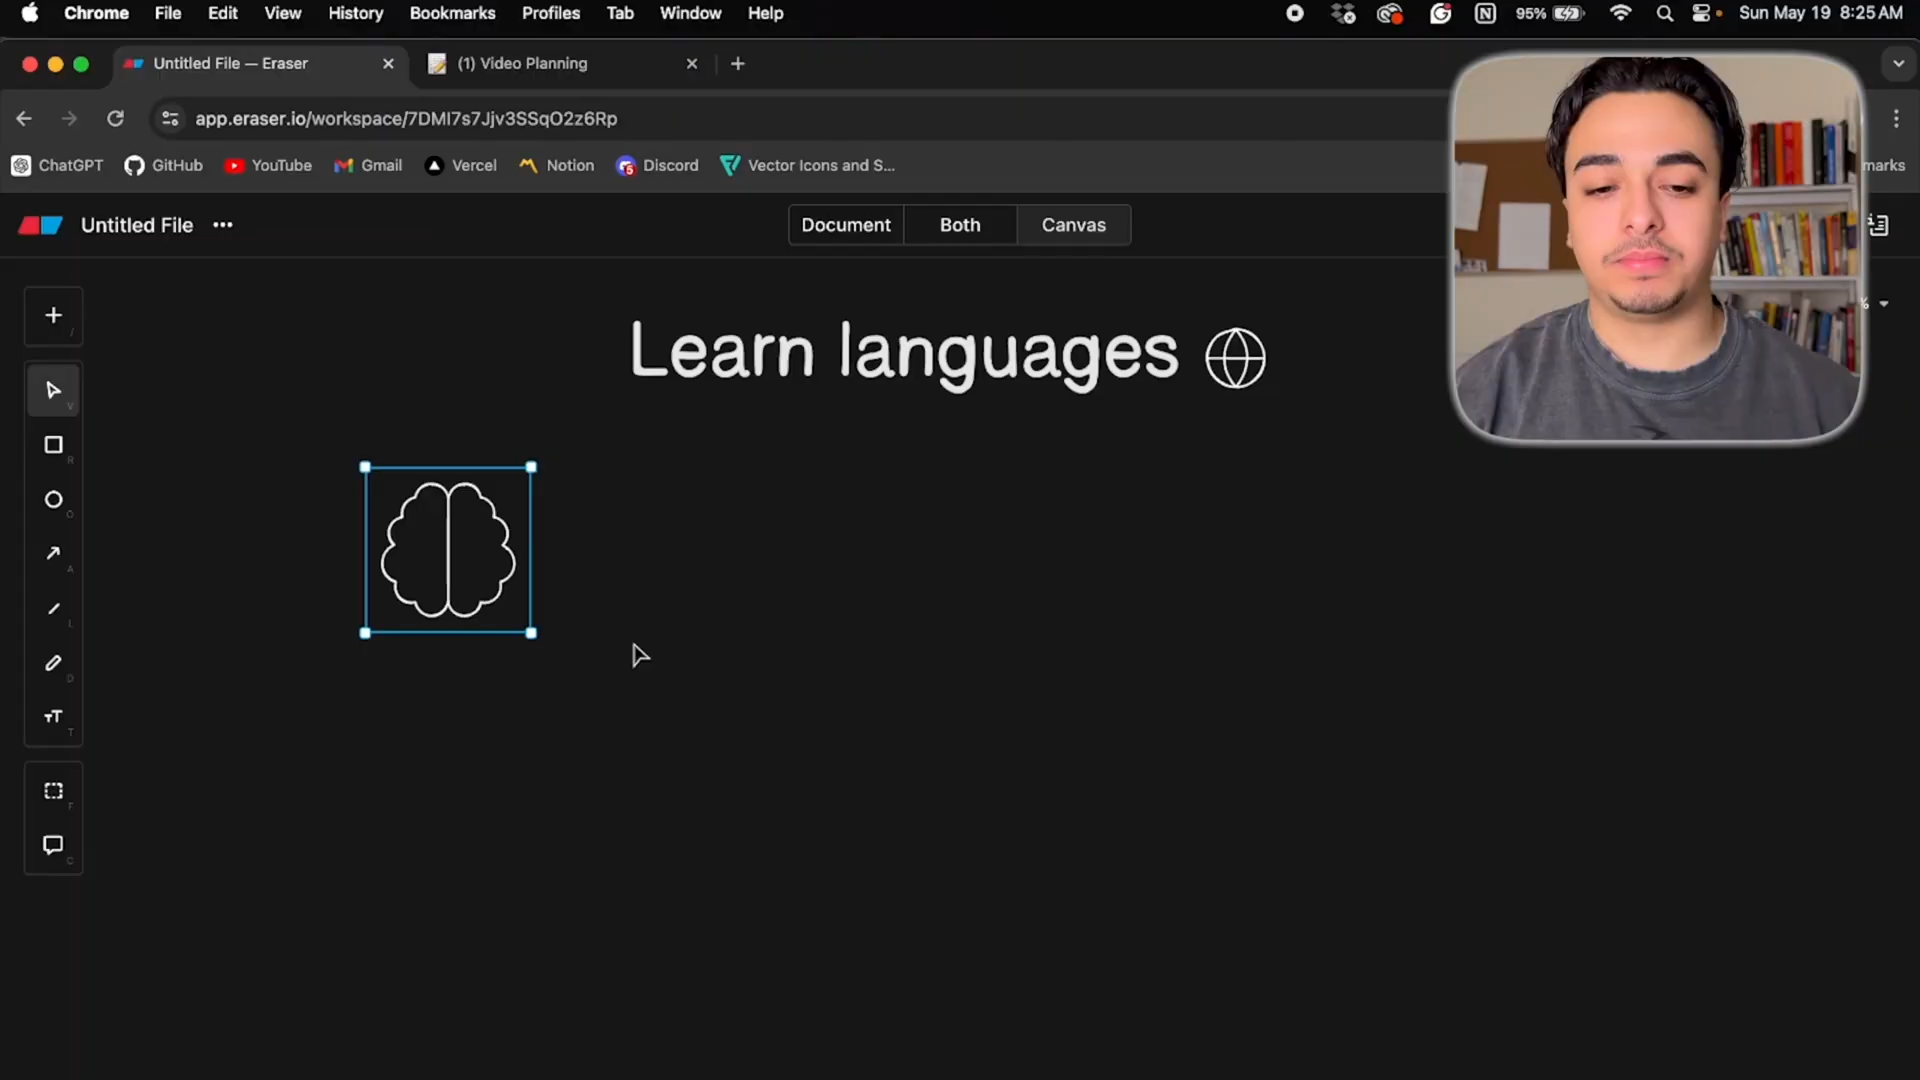 Chrome File Edit View History Bookmarks Profiles Tab Window Help 95% Sun May 19 8:25 AM
Untitled File — Eraser (1) Video Planning
app.eraser.io/workspace/7DMI7s7Jjv3SSqO2z6Rp
ChatGPT GitHub YouTube Gmail Vercel Notion Discord Vector Icons and S... marks
Untitled File ... Document Both Canvas
%
Learn languages
/
V
R
O
A
L
D
T
F
C